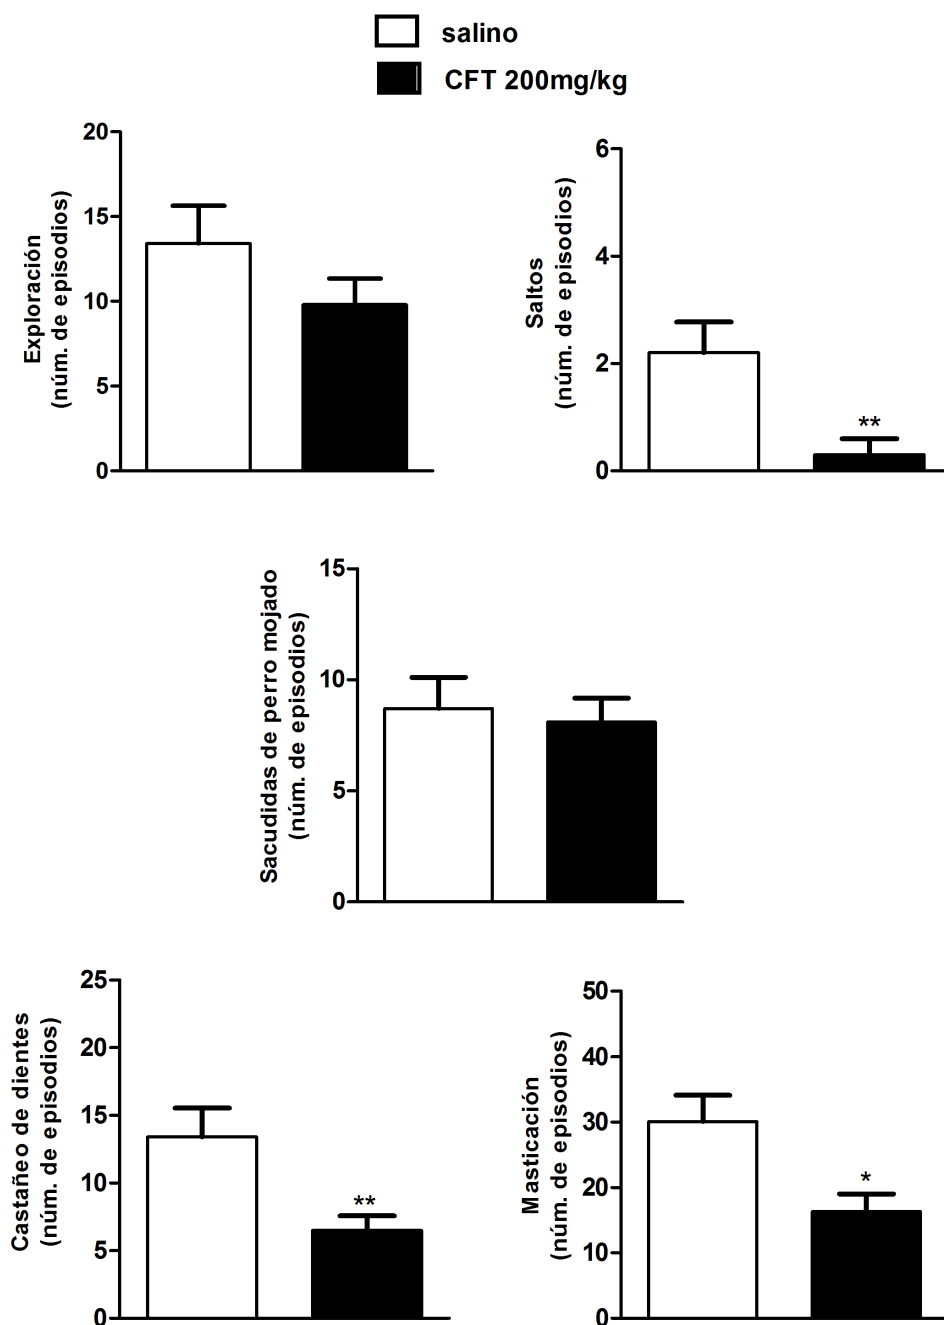 salino
CFT 200mg/kg
Exploración
(núm. de episodios)
20
15
10
5
0
Saltos
(núm. de episodios)
6
4
2
0
**
Sacudidas de perro mojado
(núm. de episodios)
15
10
5
0
Castañeo de dientes
(núm. de episodios)
25
20
15
10
5
0
**
Masticación
(núm. de episodios)
50
40
30
20
10
0
*